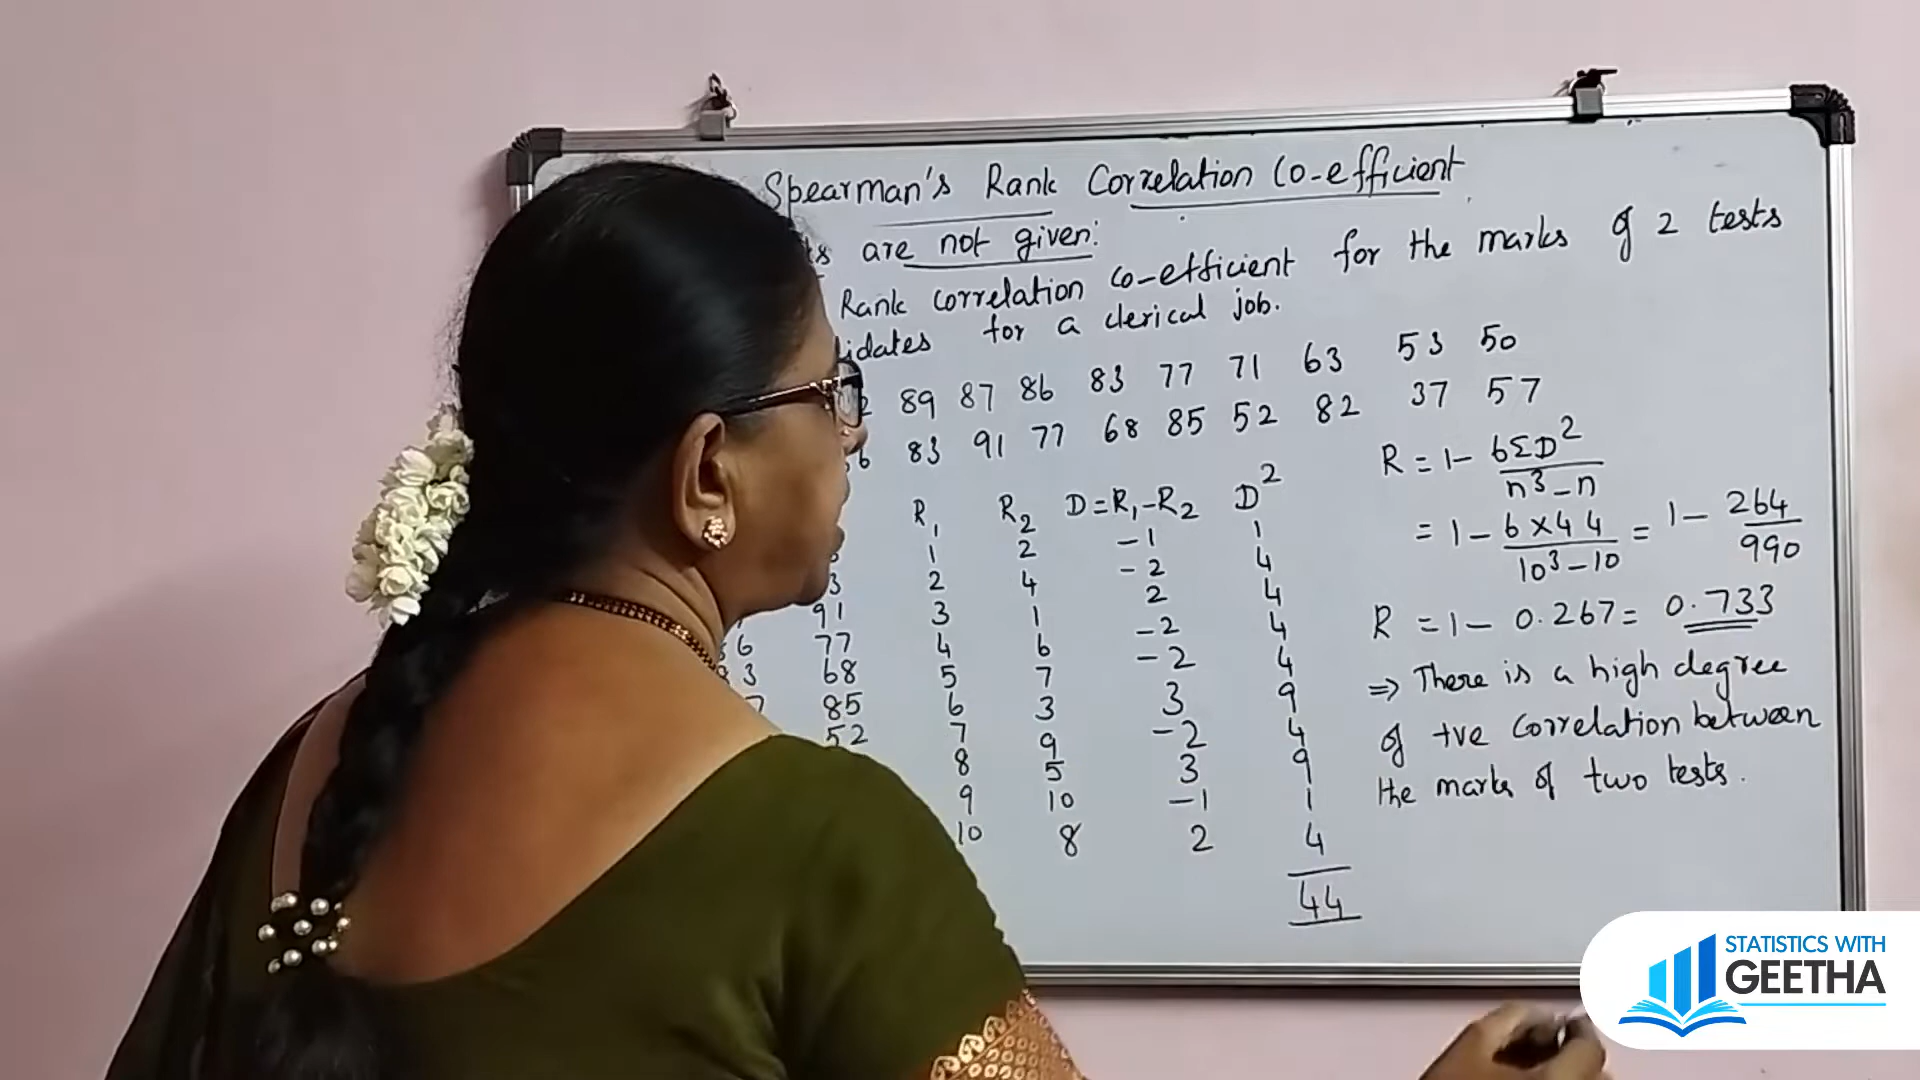 Spearman's Rank Correlation Co-efficient
are not given:
Rank correlation co-efficient for the marks of 2 tests
for a clerical job.
89 87 86 83 77 71 63 53 50
83 91 77 68 85 52 82 37 57
R = 1 - 6ΣD²
n³-n
R₁ R₂ D=R₁-R₂ D²
= 1 - 6×44 = 1 - 264
10³-10 990
1 2 -1 1
2 4 -2 4
91 3 1 2 4
77 4 6 -2 4
68 5 7 -2 4
85 6 3 3 9
52 7 9 -2 4
8 5 3 9
9 10 -1 1
10 8 2 4
44
R = 1 - 0.267 = 0.733
⇒ There is a high degree
of +ve correlation between
the marks of two tests.
STATISTICS WITH
GEETHA